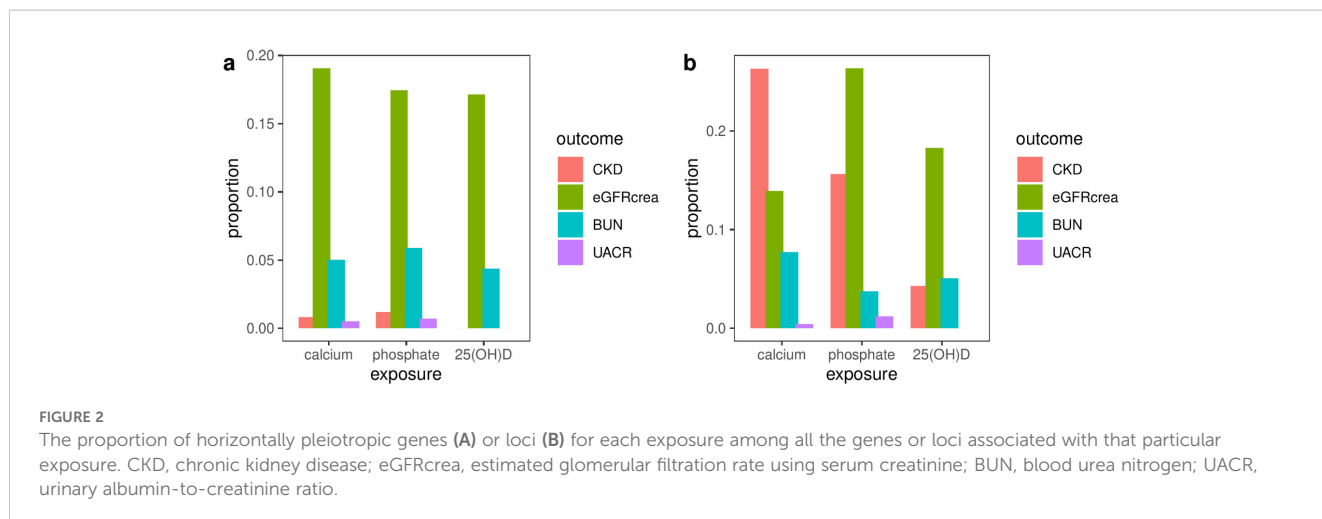 a
0.20
0.15
0.10
0.05
0.00
proportion
calcium
phosphate
25(OH)D
exposure
outcome
CKD
eGFRcrea
BUN
UACR
b
0.2
0.1
0.0
proportion
calcium
phosphate
25(OH)D
exposure
outcome
CKD
eGFRcrea
BUN
UACR
FIGURE 2
The proportion of horizontally pleiotropic genes (A) or loci (B) for each exposure among all the genes or loci associated with that particular
exposure. CKD, chronic kidney disease; eGFRcrea, estimated glomerular filtration rate using serum creatinine; BUN, blood urea nitrogen; UACR,
urinary albumin-to-creatinine ratio.